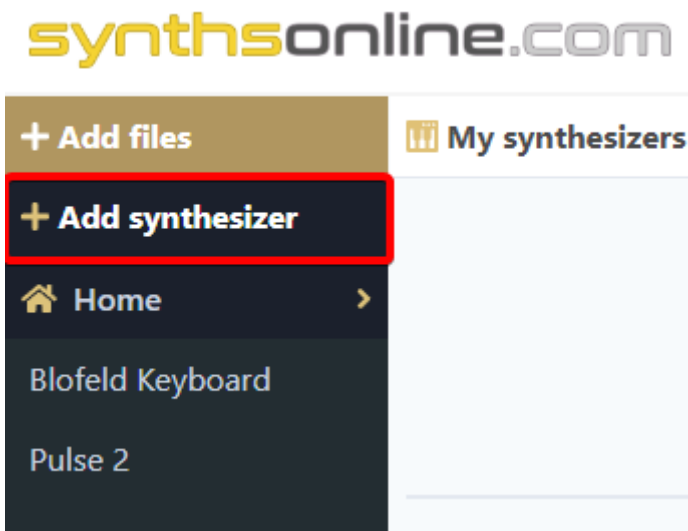 synthsonline.com
+ Add files
My synthesizers
+ Add synthesizer
Home
Blofeld Keyboard
Pulse 2